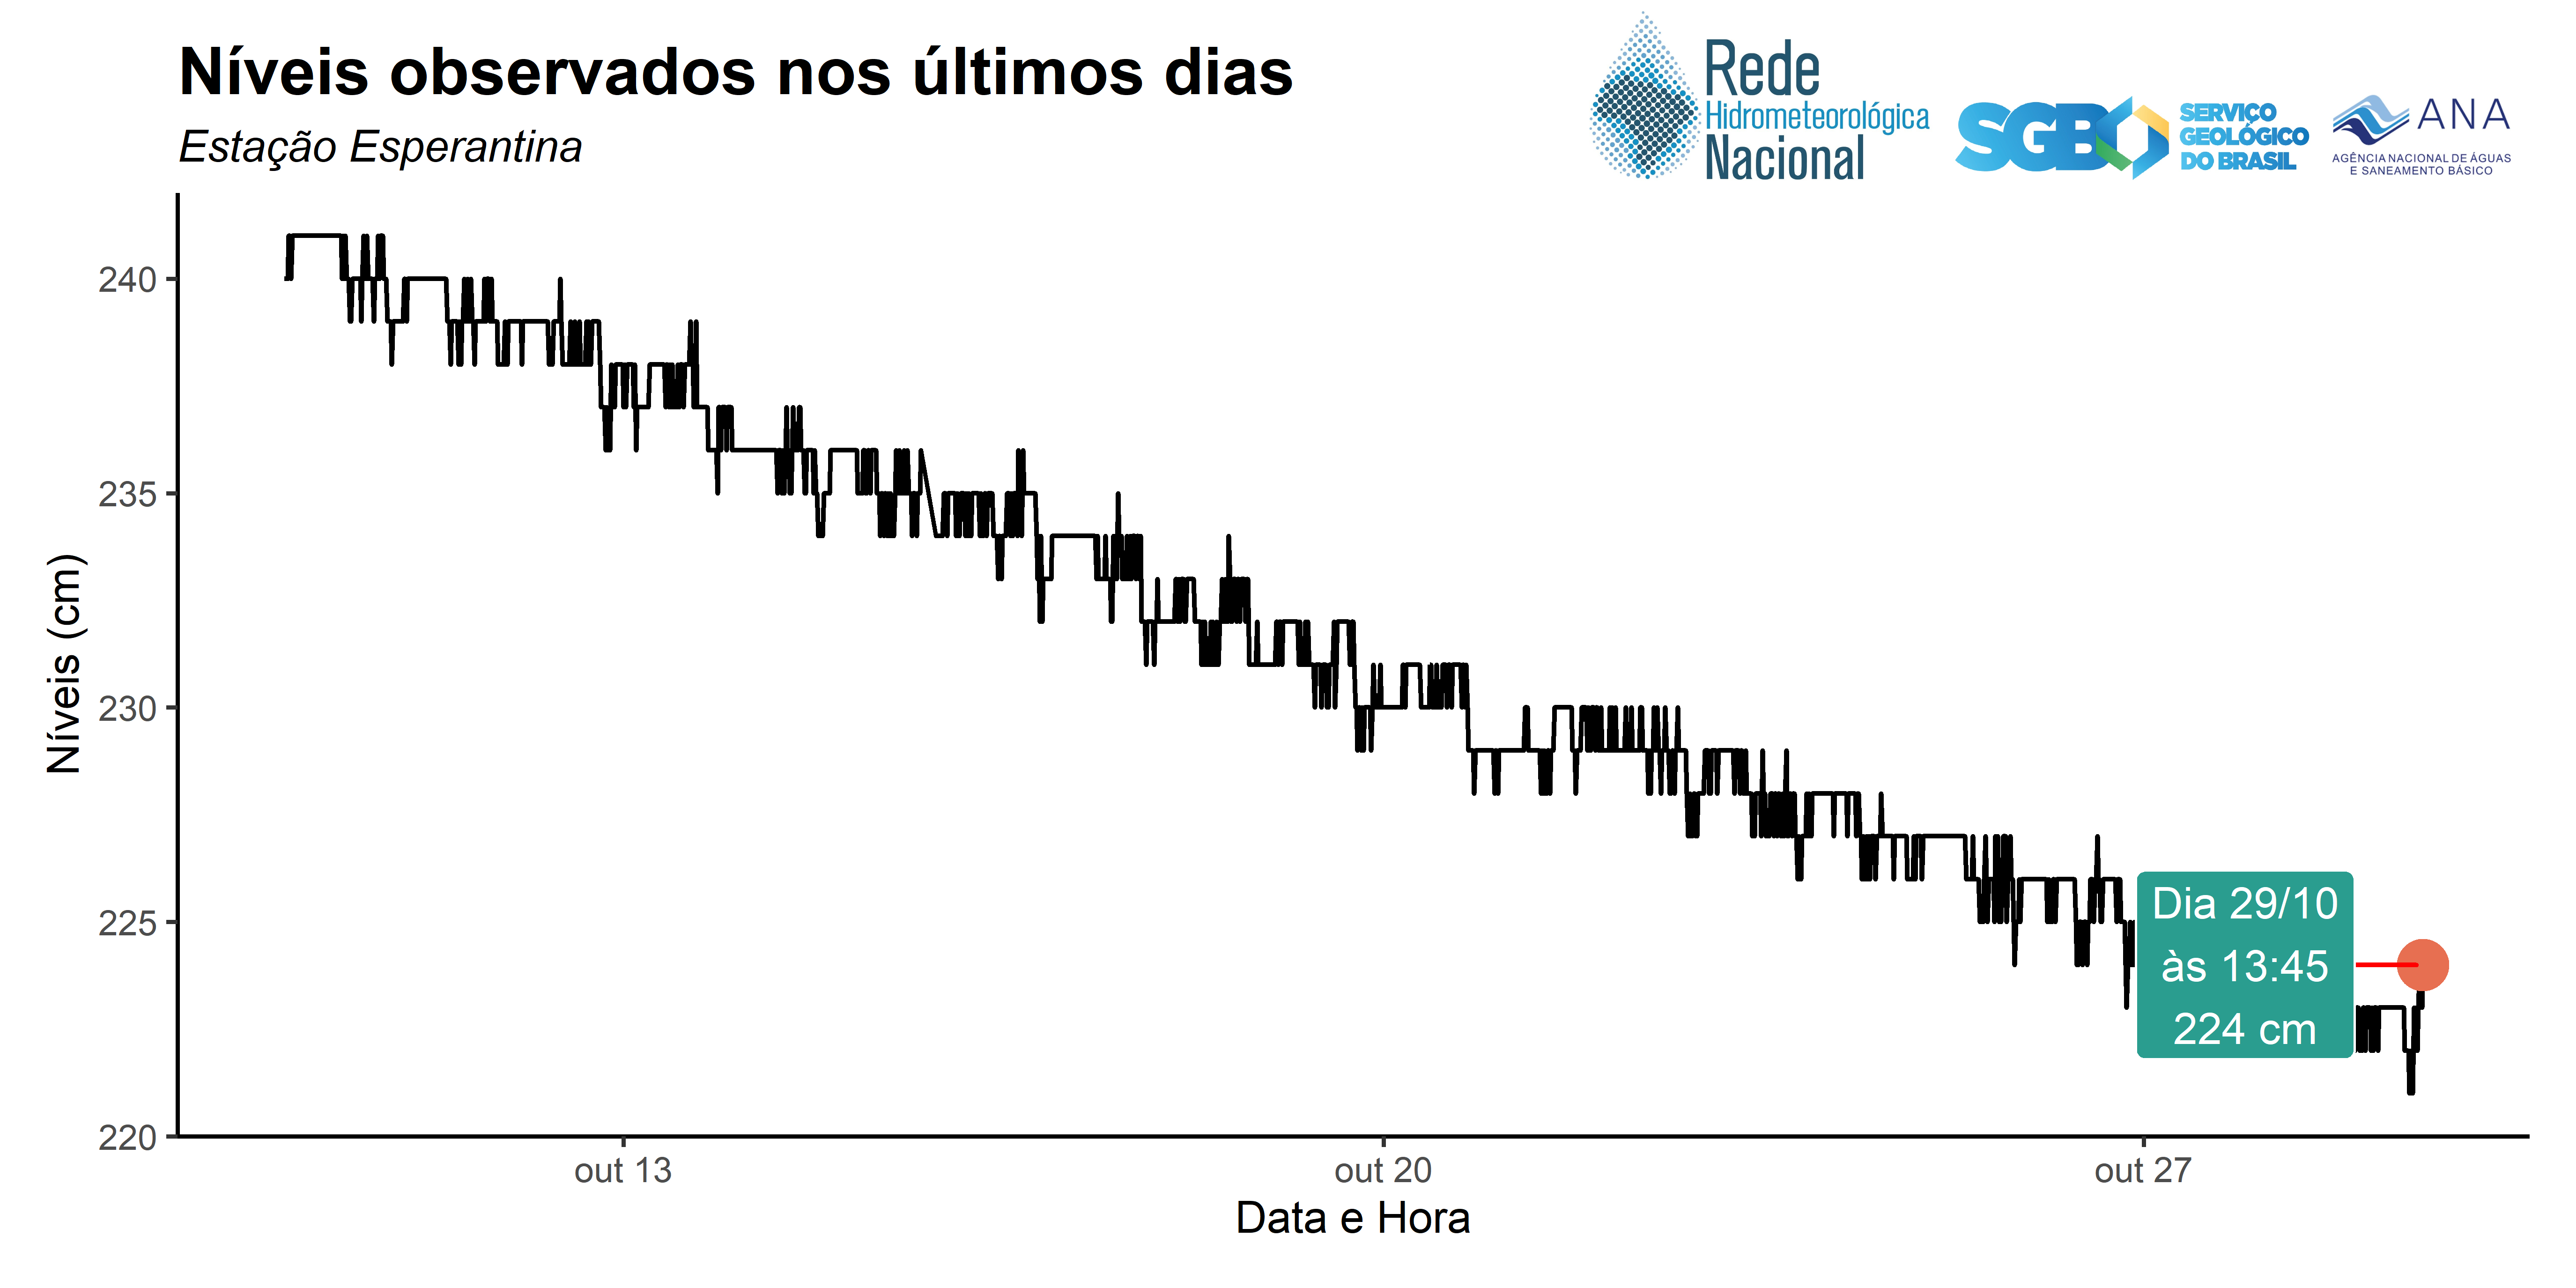 Níveis observados nos últimos dias
Estação Esperantina
Rede
Hidrometeorológica
Nacional
SGB
SERVIÇO
GEOLÓGICO
DO BRASIL
ANA
AGÊNCIA NACIONAL DE ÁGUAS
E SANEAMENTO BÁSICO
Níveis (cm)
240
235
230
225
220
Dia 29/10
às 13:45
224 cm
out 13
out 20
out 27
Data e Hora